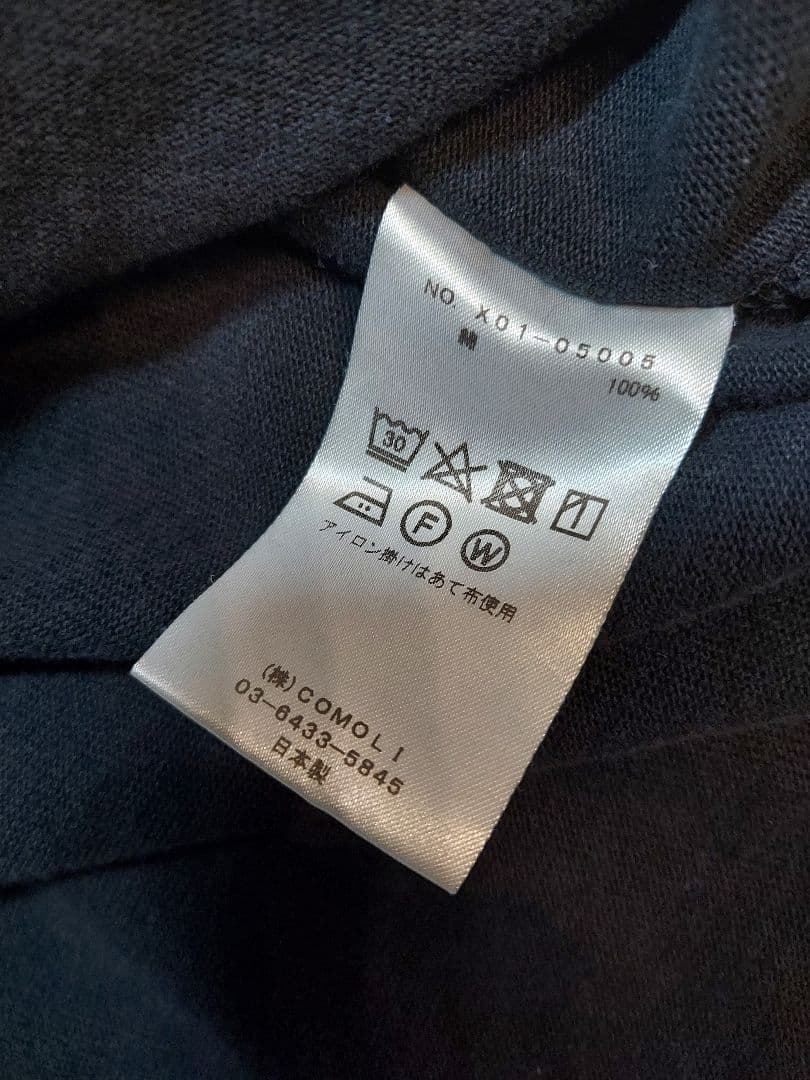 NO. X01-05005
100%
30
F W
アイロン掛けはあて布使用
(株)COMOLI
03-6433-5845
日本製